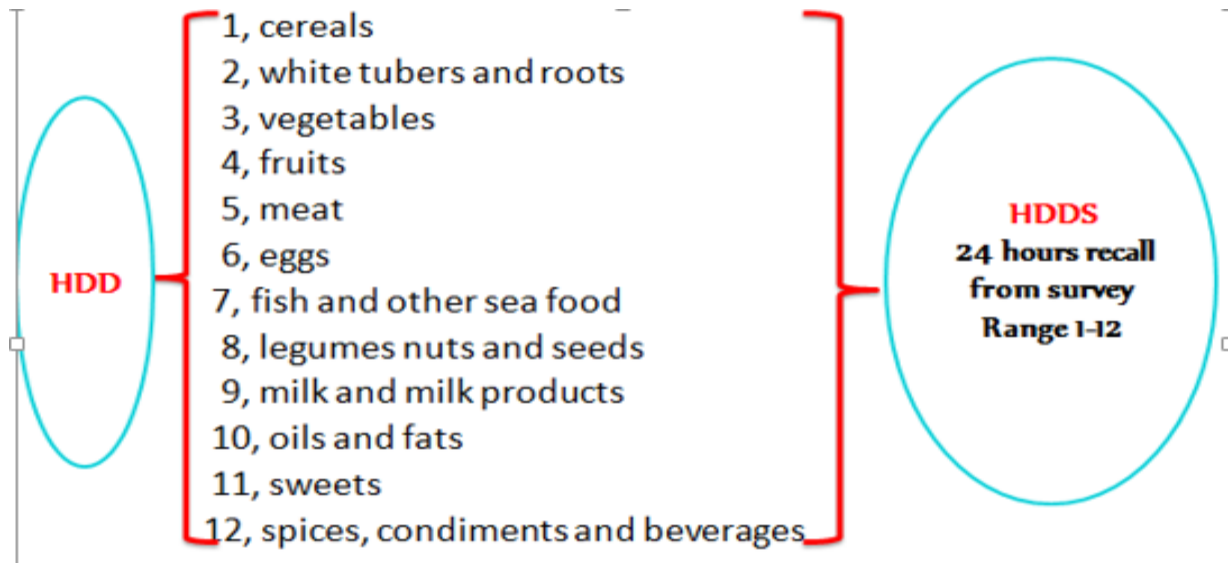 HDD
1, cereals
2, white tubers and roots
3, vegetables
4, fruits
5, meat
6, eggs
7, fish and other sea food
8, legumes nuts and seeds
9, milk and milk products
10, oils and fats
11, sweets
12, spices, condiments and beverages
HDDS
24 hours recall
from survey
Range 1-12